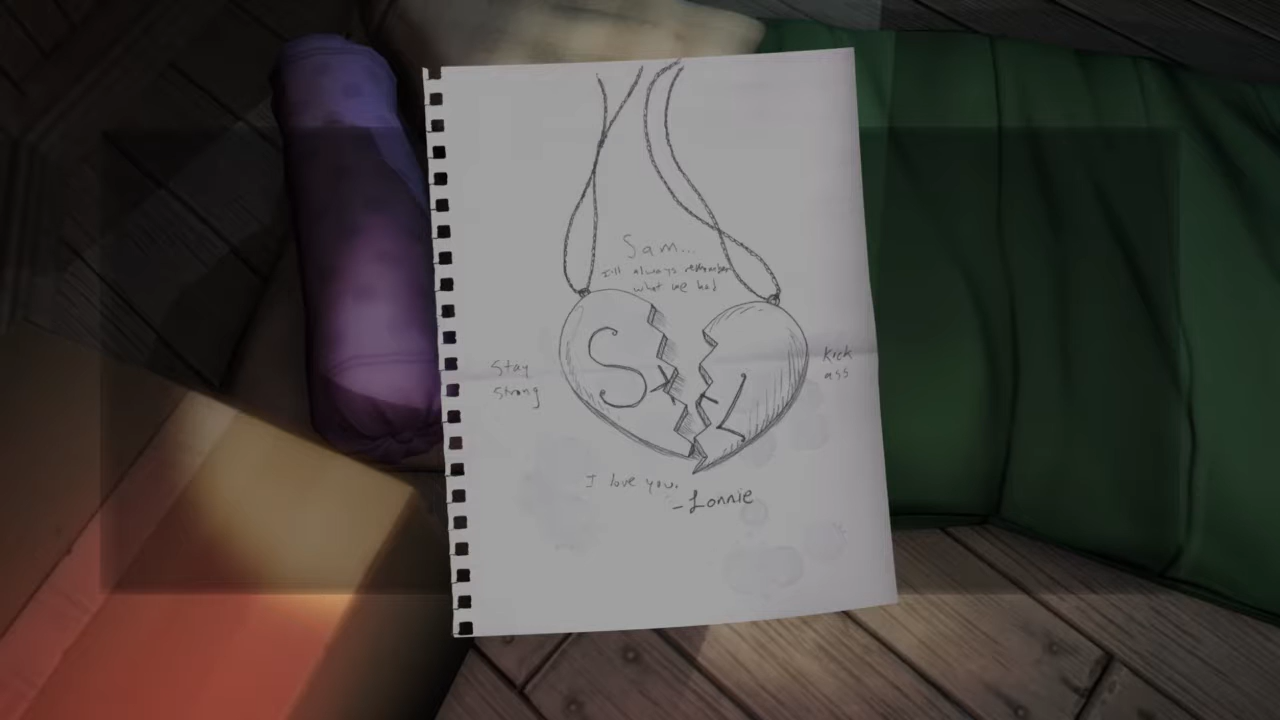 Sam...
I'll always remember
what we had
Stay
strong
Kick
ass
S +
+ L
I love you.
-Lonnie